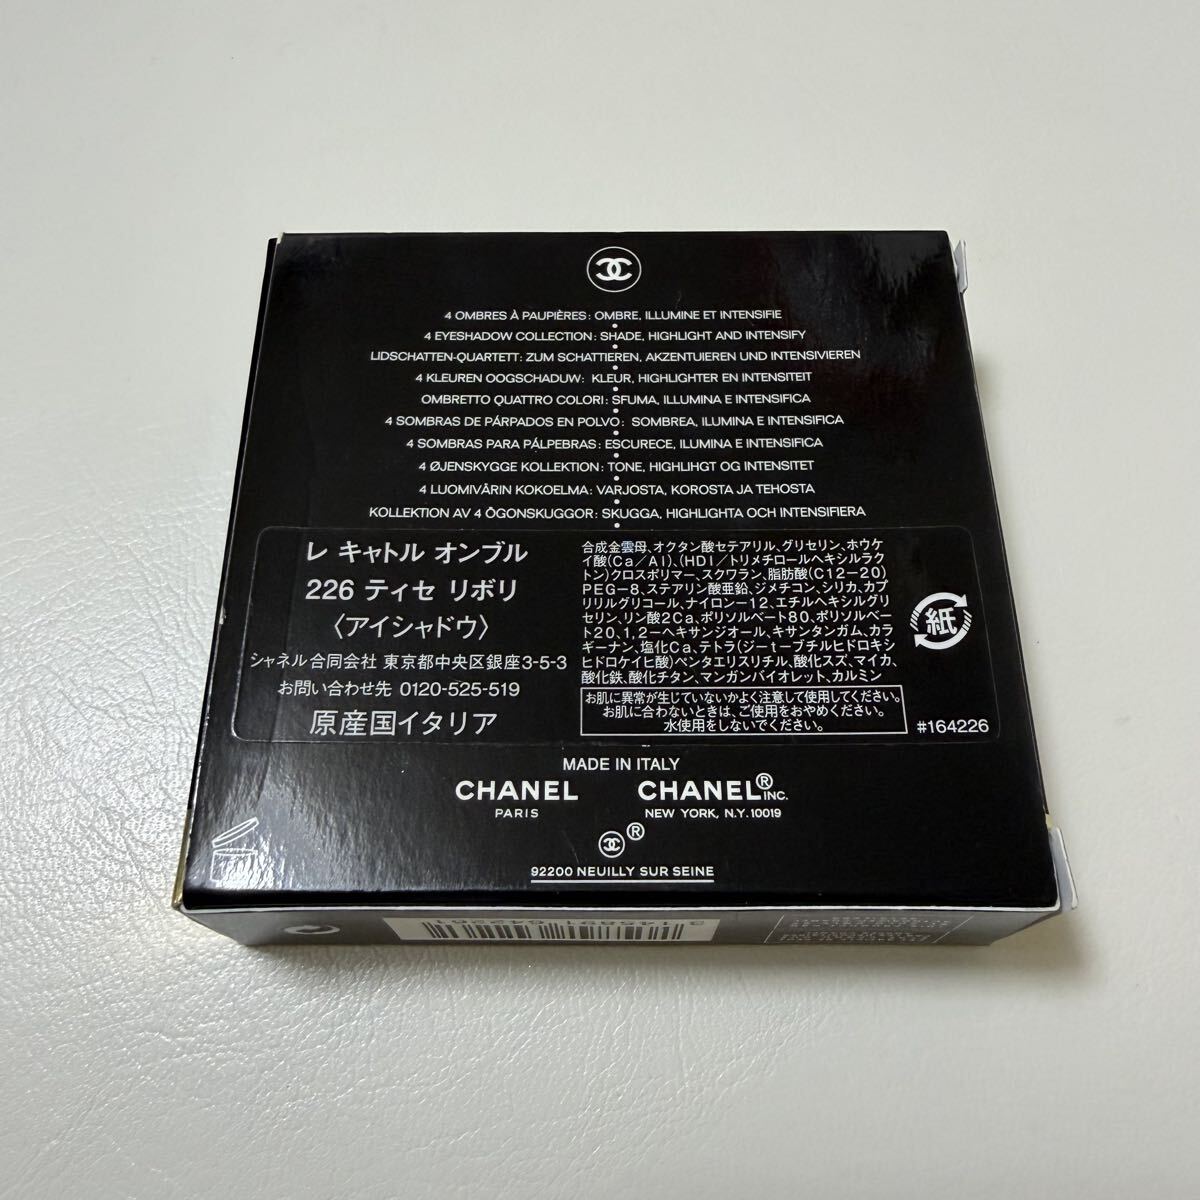 4 OMBRES À PAUPIÈRES: OMBRE, ILLUMINE ET INTENSIFIE
4 EYESHADOW COLLECTION: SHADE, HIGHLIGHT AND INTENSIFY
LIDSCHATTEN-QUARTETT: ZUM SCHATTIEREN, AKZENTUIEREN UND INTENSIVIEREN
4 KLEUREN OOGSCHADUW: KLEUR, HIGHLIGHTER EN INTENSITEIT
OMBRETTO QUATTRO COLORI: SFUMA, ILLUMINA E INTENSIFICA
4 SOMBRAS DE PÁRPADOS EN POLVO: SOMBREA, ILUMINA E INTENSIFICA
4 SOMBRAS PARA PÁLPEBRAS: ESCURECE, ILUMINA E INTENSIFICA
4 ØJENSKYGGE KOLLEKTION: TONE, HIGHLIHGT OG INTENSITET
4 LUOMIVÄRIN KOKOELMA: VARJOSTA, KOROSTA JA TEHOSTA
KOLLEKTION AV 4 ÖGONSKUGGOR: SKUGGA, HIGHLIGHTA OCH INTENSIFIERA
レ キャトル オンブル
226 ティセ リボリ
〈アイシャドウ〉
シャネル合同会社 東京都中央区銀座3-5-3
お問い合わせ先 0120-525-519
原産国イタリア
合成金雲母、オクタン酸セテアリル、グリセリン、ホウケ
イ酸(Ca/Al)、(HDI/トリメチロールヘキシルラク
トン)クロスポリマー、スクワラン、脂肪酸(C12-20)
PEG-8、ステアリン酸亜鉛、ジメチコン、シリカ、カプ
リリルグリコール、ナイロン-12、エチルヘキシルグリ
セリン、リン酸2Ca、ポリソルベート80、ポリソルベー
ト20、1,2-ヘキサンジオール、キサンタンガム、カラ
ギーナン、塩化Ca、テトラ(ジ-t-ブチルヒドロキシ
ヒドロケイヒ酸)ペンタエリスリチル、酸化スズ、マイカ、
酸化鉄、酸化チタン、マンガンバイオレット、カルミン
お肌に異常が生じていないかよく注意して使用してください。
お肌に合わないときは、ご使用をおやめください。
水使用をしないでください。
紙
#164226
MADE IN ITALY
CHANEL CHANEL® INC.
PARIS NEW YORK, N.Y. 10019
®
92200 NEUILLY SUR SEINE
3145891642261